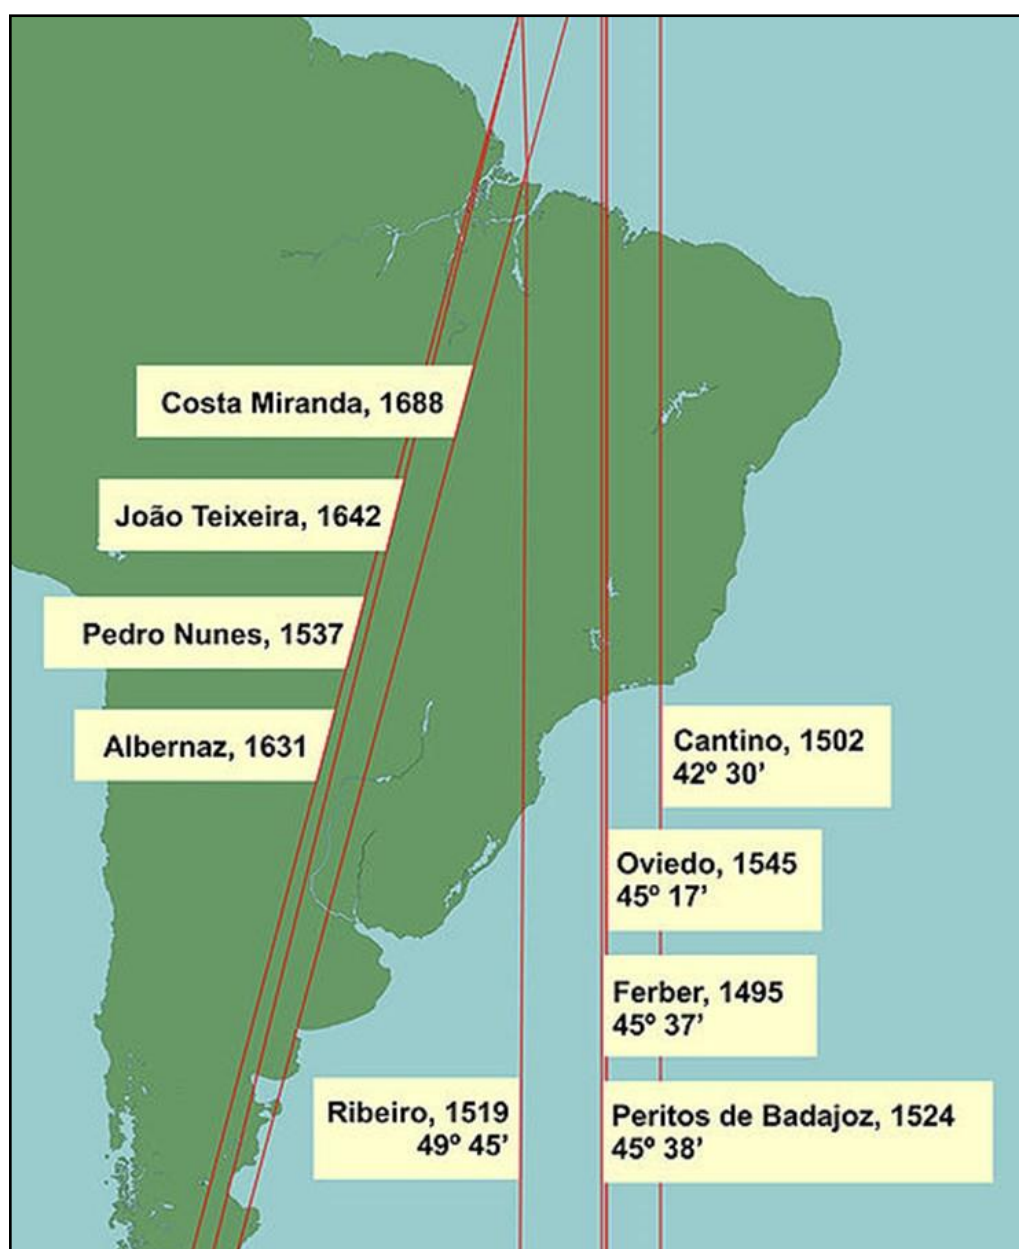 Costa Miranda, 1688
João Teixeira, 1642
Pedro Nunes, 1537
Albernaz, 1631
Cantino, 1502
42º 30’
Oviedo, 1545
45º 17’
Ferber, 1495
45º 37’
Ribeiro, 1519
49º 45’
Peritos de Badajoz, 1524
45º 38’